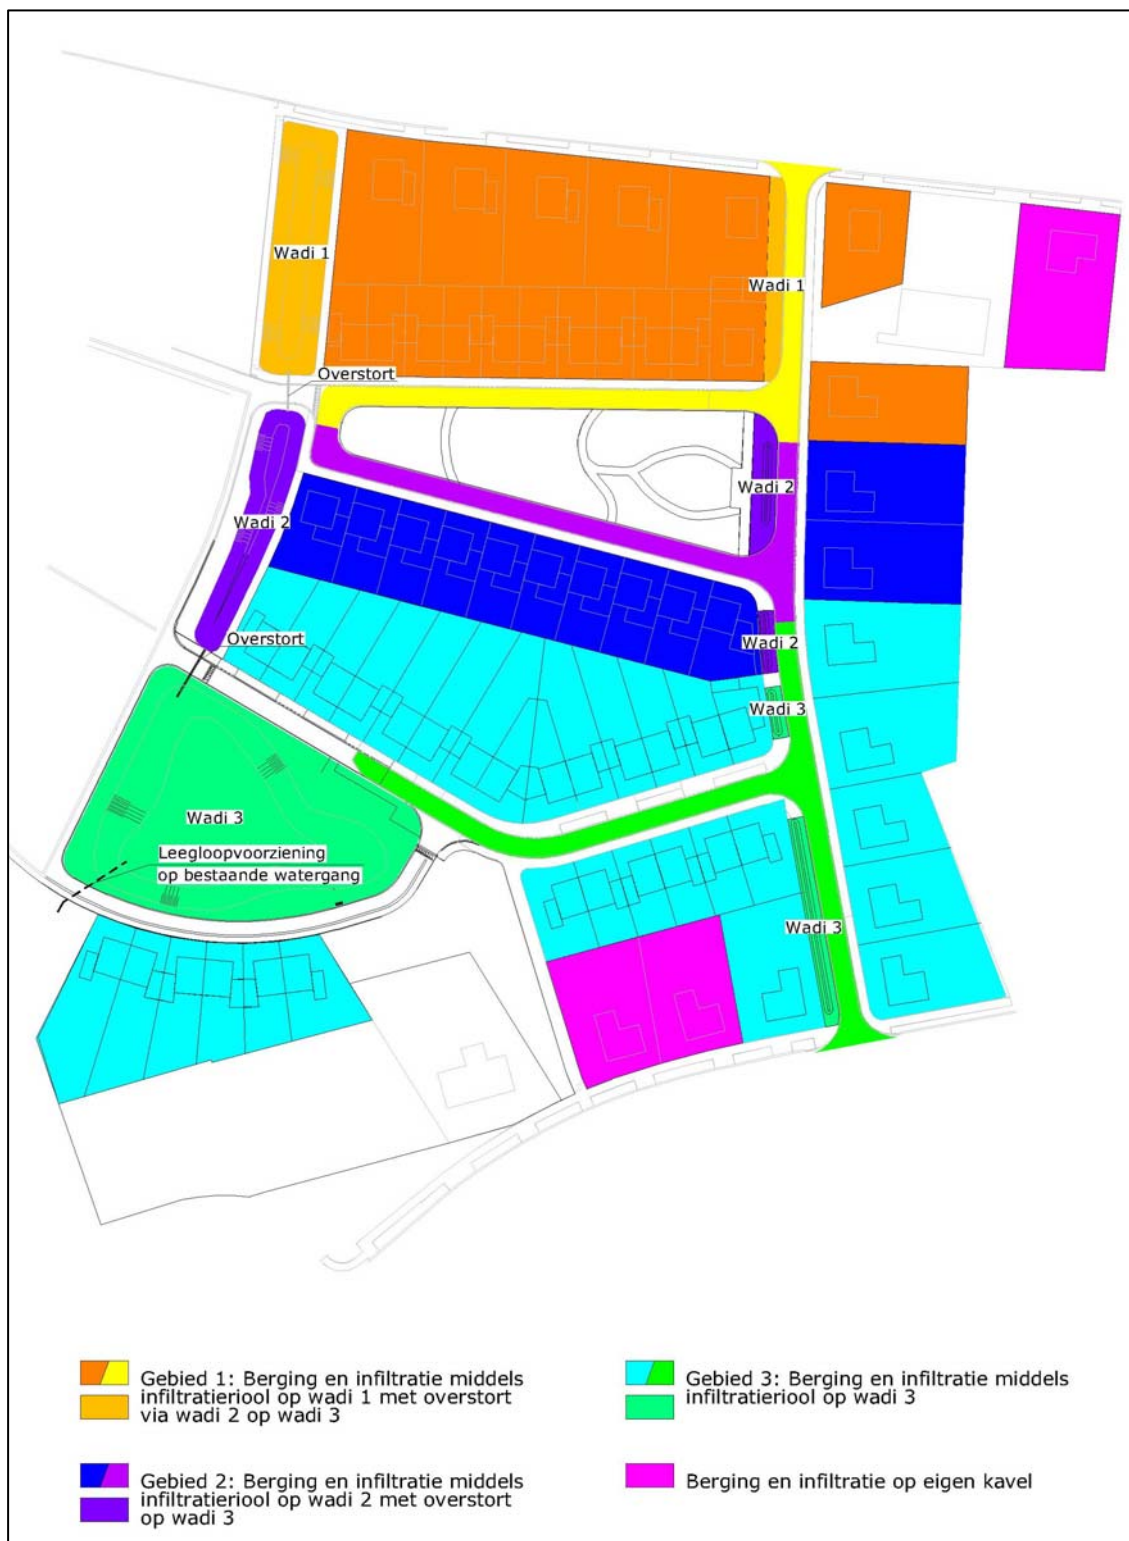 Wadi 1
Wadi 1
Overstort
Wadi 2
Wadi 2
Overstort
Wadi 2
Wadi 3
Wadi 3
Leegloopvoorziening
op bestaande watergang
Wadi 3
Gebied 1: Berging en infiltratie middels
infiltratieriool op wadi 1 met overstort
via wadi 2 op wadi 3
Gebied 2: Berging en infiltratie middels
infiltratieriool op wadi 2 met overstort
op wadi 3
Gebied 3: Berging en infiltratie middels
infiltratieriool op wadi 3
Berging en infiltratie op eigen kavel